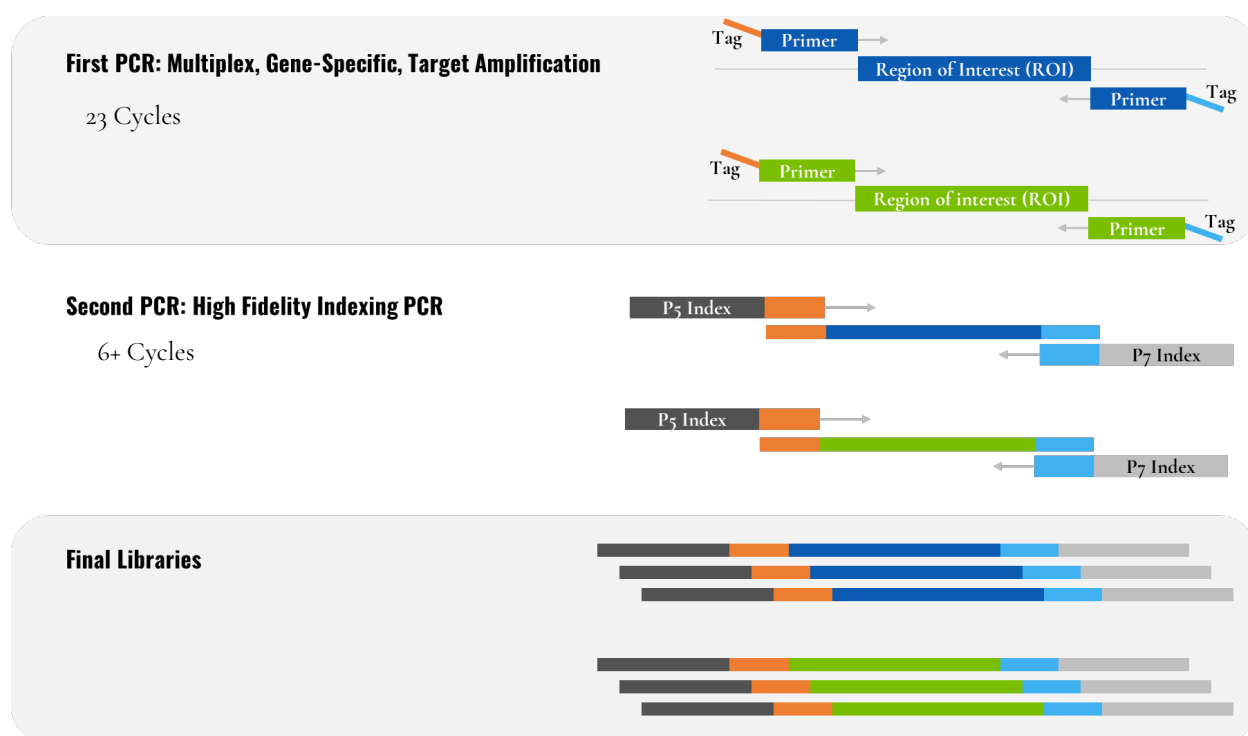 First PCR: Multiplex, Gene-Specific, Target Amplification
23 Cycles
Tag
Primer
Region of Interest (ROI)
Primer
Tag
Tag
Primer
Region of interest (ROI)
Primer
Tag
Second PCR: High Fidelity Indexing PCR
6+ Cycles
P5 Index
P7 Index
P5 Index
P7 Index
Final Libraries